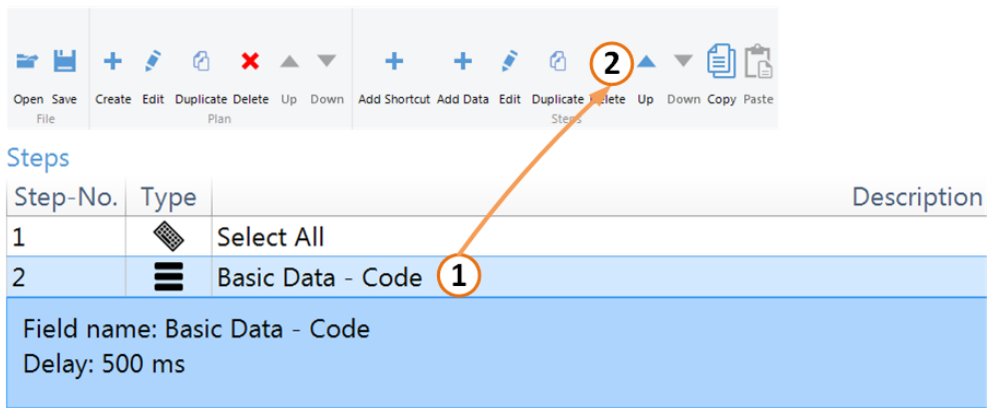 2
Open Save Create Edit Duplicate Delete Up Down Add Shortcut Add Data Edit Duplicate Delete Up Down Copy Paste
File Plan Steps
Steps
Step-No. Type Description
1 Select All
2 Basic Data - Code 1
Field name: Basic Data - Code
Delay: 500 ms